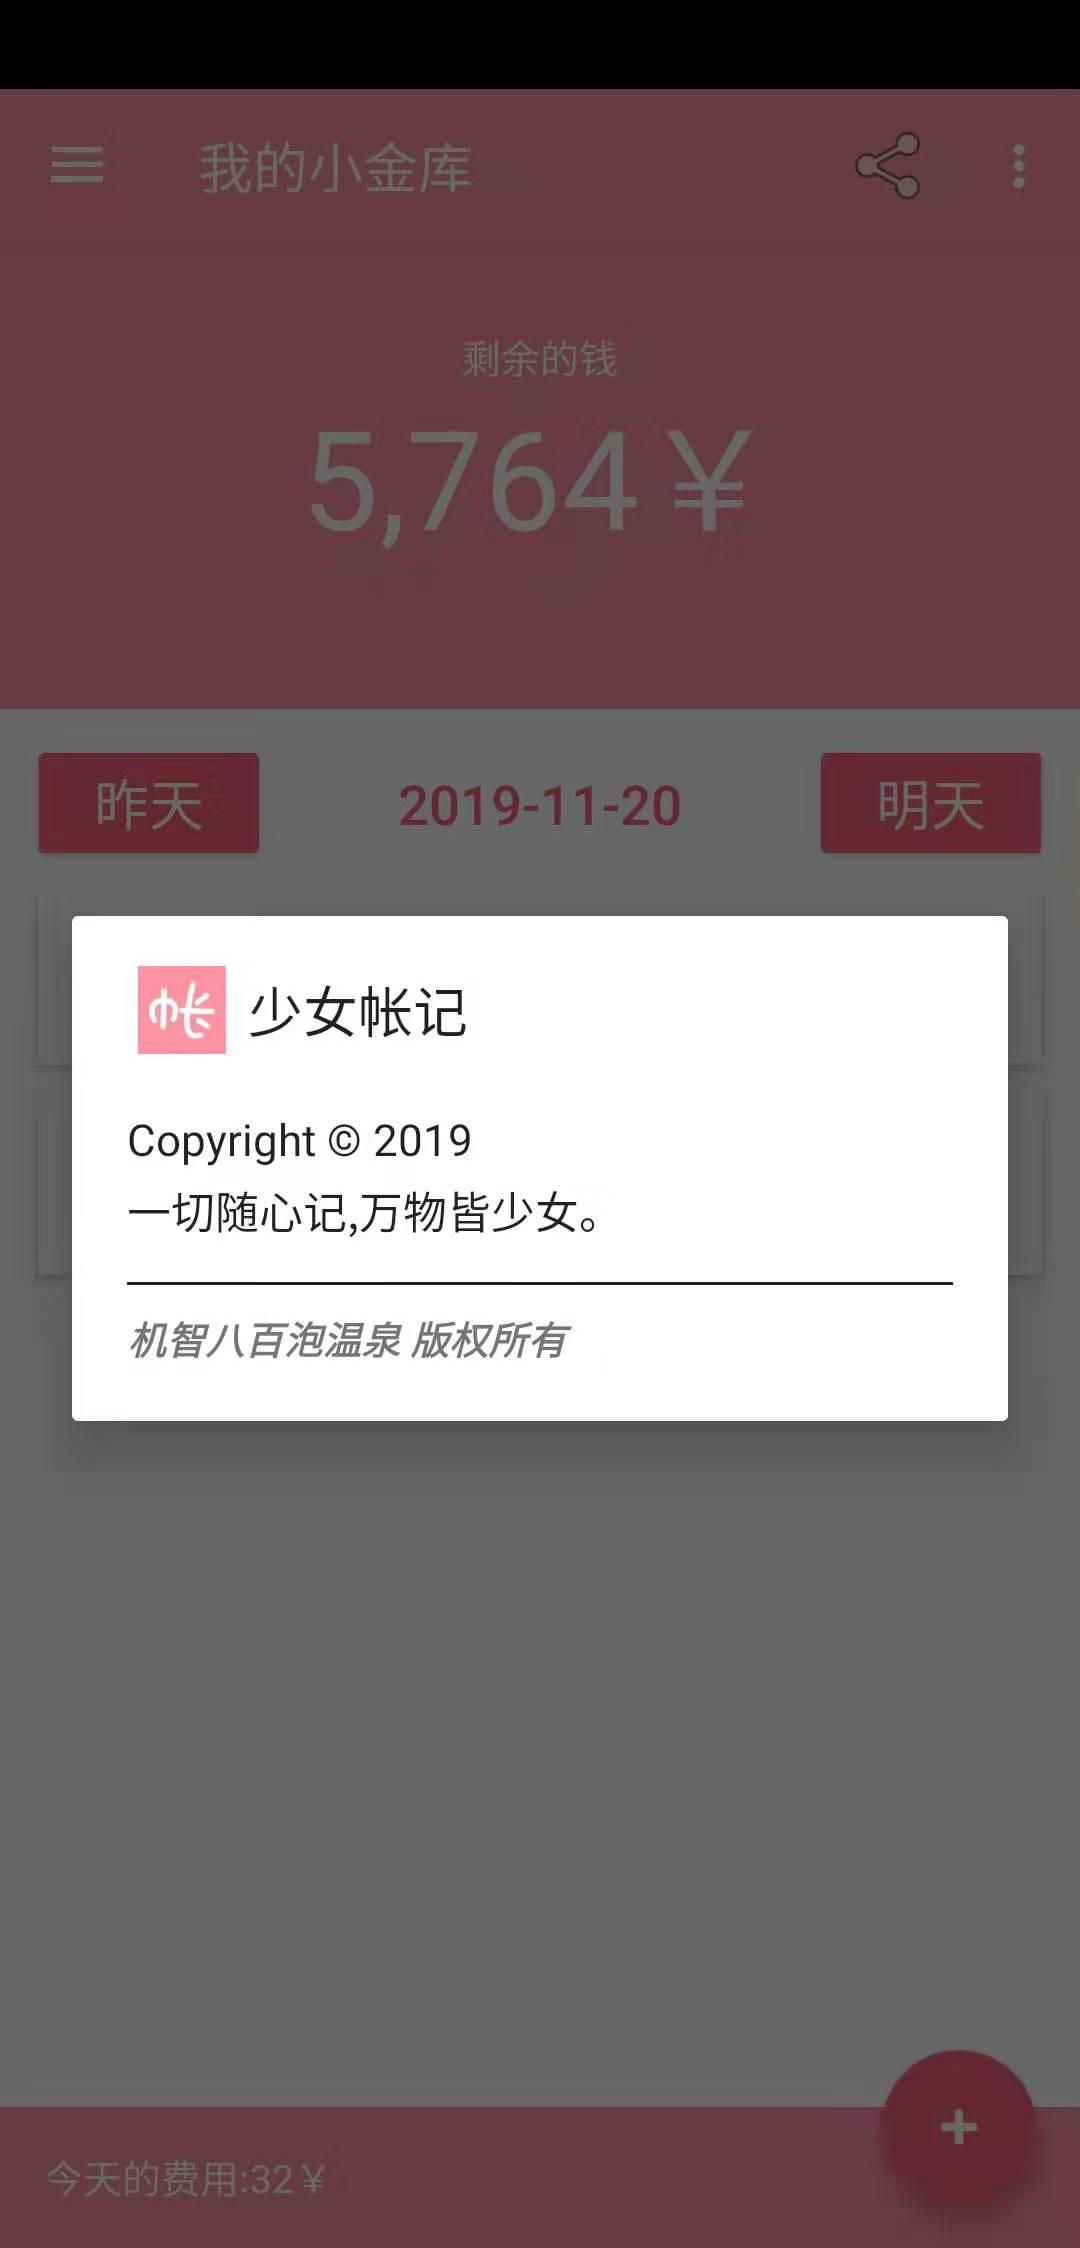 我的小金库
剩余的钱
5,764￥
昨天
2019-11-20
明天
帐 少女帐记
Copyright © 2019
一切随心记,万物皆少女。
机智八百泡温泉 版权所有
+
今天的费用:32￥